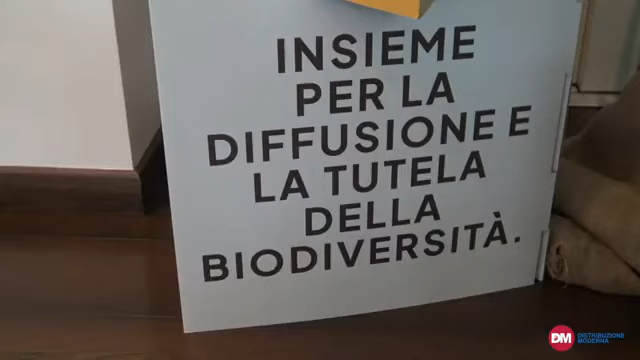 INSIEME
PER LA
DIFFUSIONE E
LA TUTELA
DELLA
BIODIVERSITÀ.
DM DISTRIBUZIONE
MODERNA